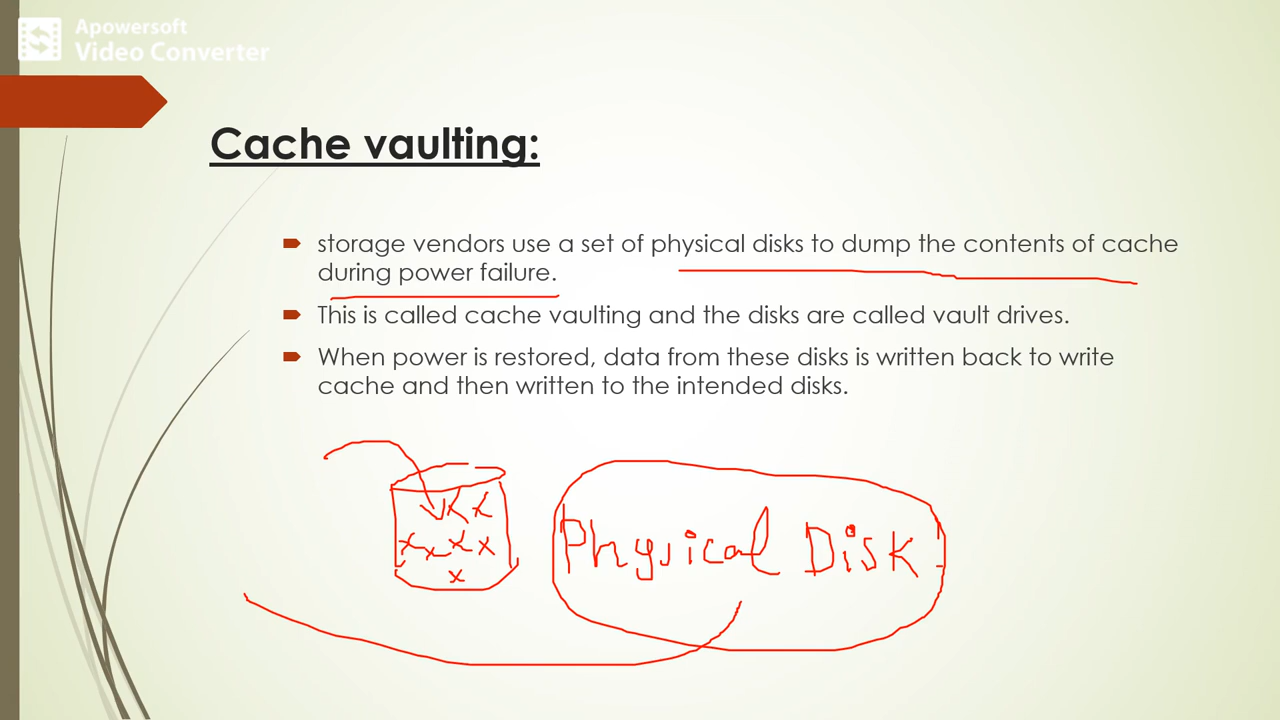 Apowersoft
Video Converter
Cache vaulting:
storage vendors use a set of physical disks to dump the contents of cache
during power failure.
This is called cache vaulting and the disks are called vault drives.
When power is restored, data from these disks is written back to write
cache and then written to the intended disks.
Physical Disk